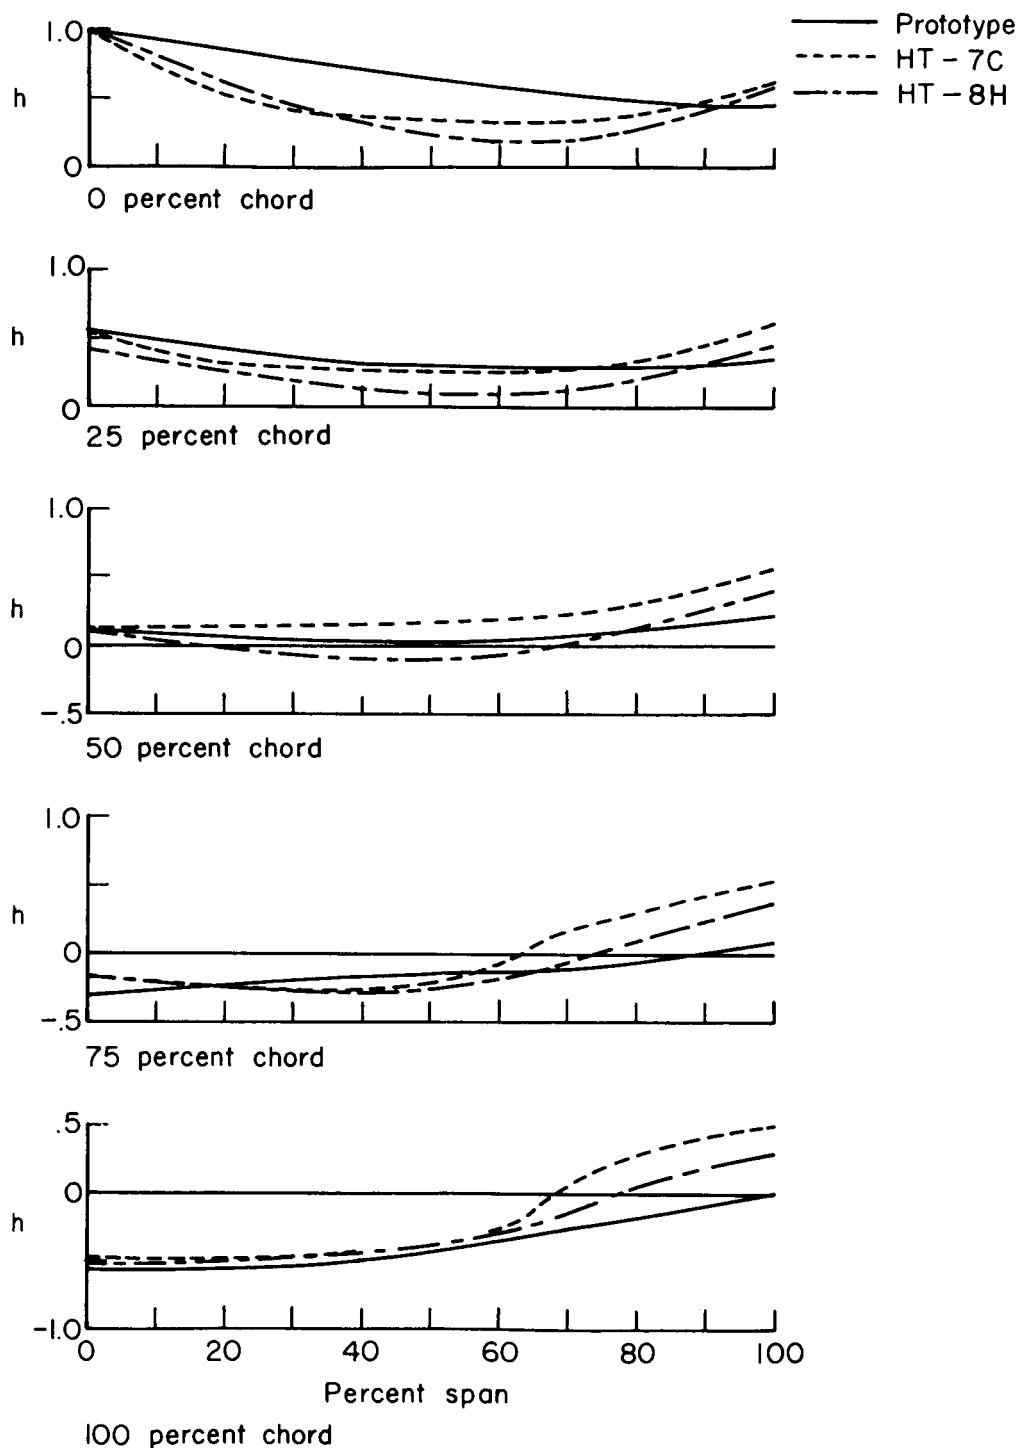 Prototype
HT-7C
HT-8H
1.0
h
0
0 percent chord
1.0
h
0
25 percent chord
1.0
h
0
-.5
50 percent chord
1.0
h
0
-.5
75 percent chord
.5
0
h
-1.0
0 20 40 60 80 100
Percent span
100 percent chord